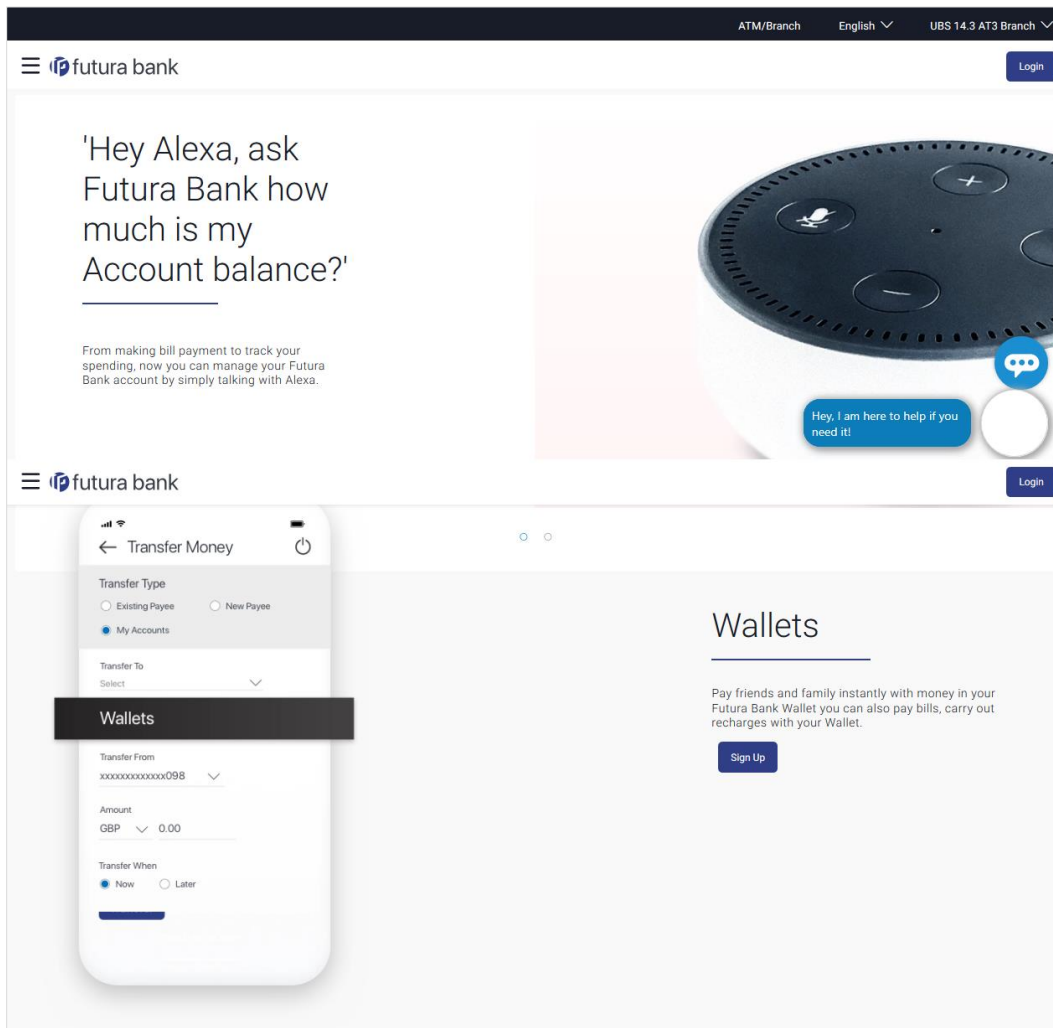 ATM/Branch English UBS 14.3 AT3 Branch
futura bank
Login
'Hey Alexa, ask
Futura Bank how
much is my
Account balance?'
From making bill payment to track your
spending, now you can manage your Futura
Bank account by simply talking with Alexa.
Hey, I am here to help if you
need it!
futura bank
Login
Transfer Money
Transfer Type
Existing Payee New Payee
My Accounts
Transfer To
Select
Wallets
Transfer From
xxxxxxxxxxxxx098
Amount
GBP 0.00
Transfer When
Now Later
Wallets
Pay friends and family instantly with money in your
Futura Bank Wallet you can also pay bills, carry out
recharges with your Wallet.
Sign Up